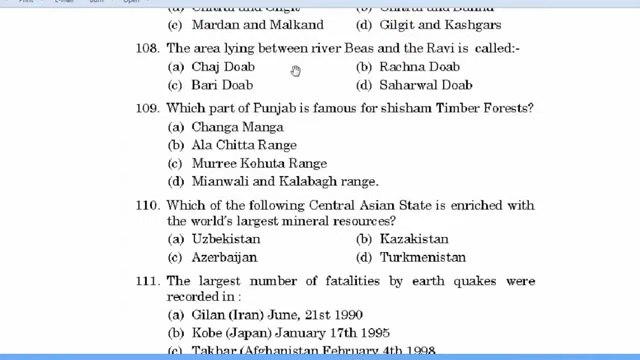 (c) Mardan and Malkand (d) Gilgit and Kashgars
108. The area lying between river Beas and the Ravi is called:-
(a) Chaj Doab (b) Rachna Doab
(c) Bari Doab (d) Saharwal Doab
109. Which part of Punjab is famous for shisham Timber Forests?
(a) Changa Manga
(b) Ala Chitta Range
(c) Murree Kohuta Range
(d) Mianwali and Kalabagh range.
110. Which of the following Central Asian State is enriched with
the world's largest mineral resources?
(a) Uzbekistan (b) Kazakistan
(c) Azerbaijan (d) Turkmenistan
111. The largest number of fatalities by earth quakes were
recorded in :
(a) Gilan (Iran) June, 21st 1990
(b) Kobe (Japan) January 17th 1995
(c) Takhar (Afghanistan February 4th 1998